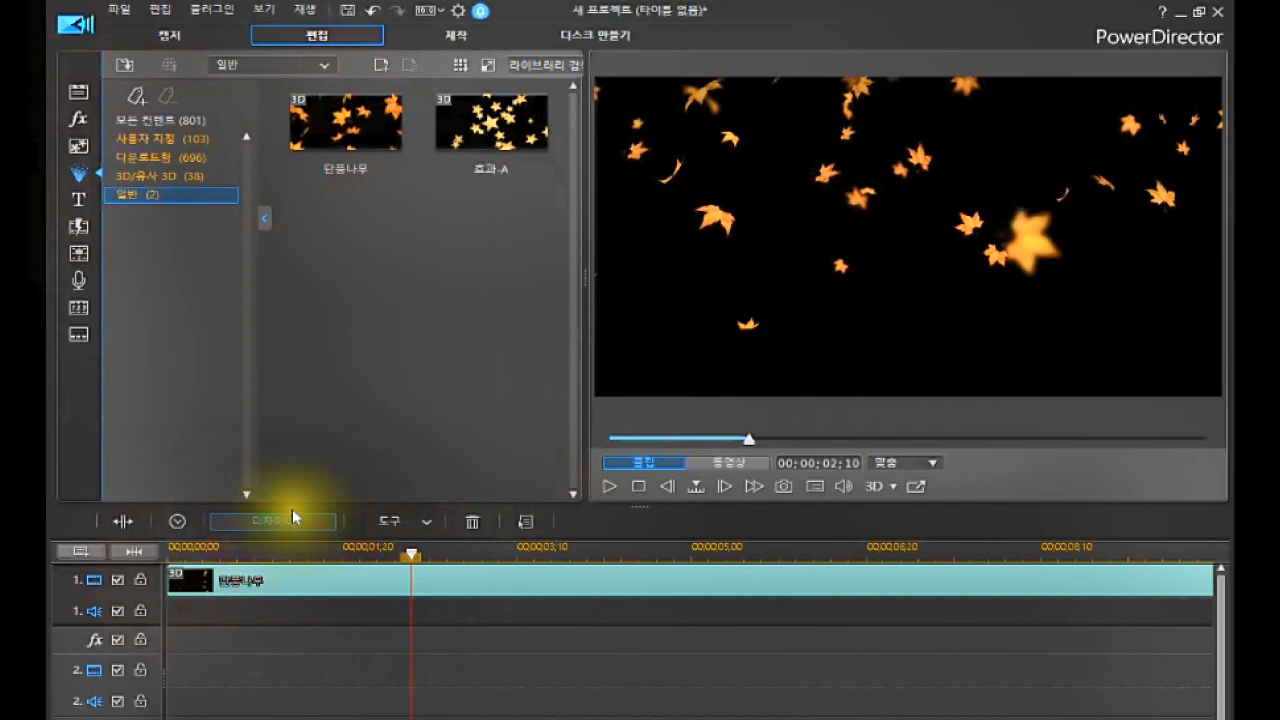 파일 편집 플러그인 보기 재생
새 프로젝트 (타이틀 없음)*
캡처 편집 제작 디스크 만들기
PowerDirector
일반
라이브러리 검
모든 컨텐트 (801)
사용자 지정 (103)
다운로드함 (696)
3D/유사 3D (38)
일반 (2)
3D
단풍나무
3D
효과-A
클립 동영상 00;00;02;10 맞춤
3D
도구
00;00;00;00 00;00;01;20 00;00;03;10 00;00;05;00 00;00;06;20 00;00;08;10
1. 3D 단풍나무
1.
fx
2.
2.